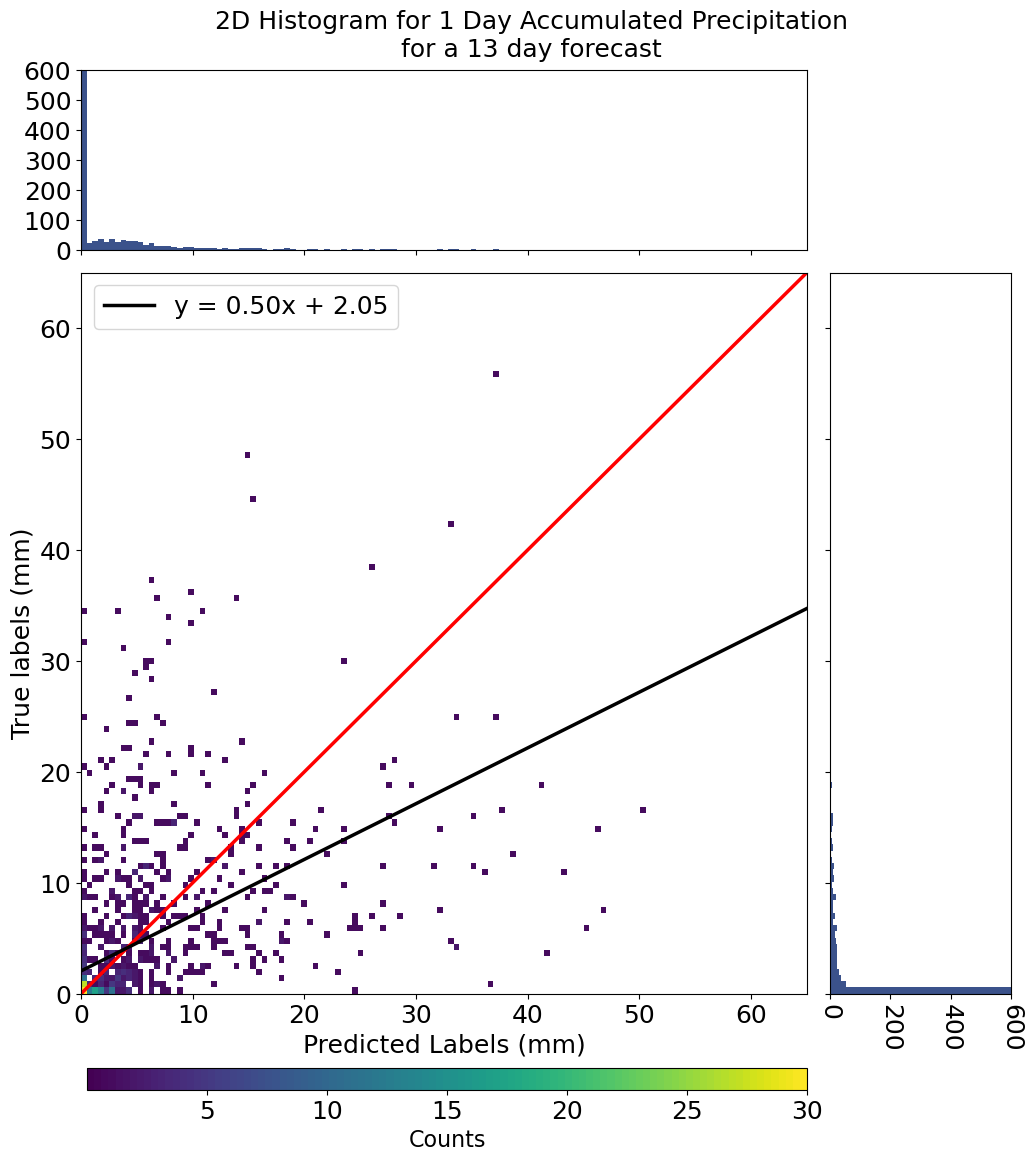 2D Histogram for 1 Day Accumulated Precipitation
for a 13 day forecast
600
500
400
300
200
100
0
y = 0.50x + 2.05
True labels (mm)
60
50
40
30
20
10
0
0 10 20 30 40 50 60
Predicted Labels (mm)
0 200 400 600
5 10 15 20 25 30
Counts